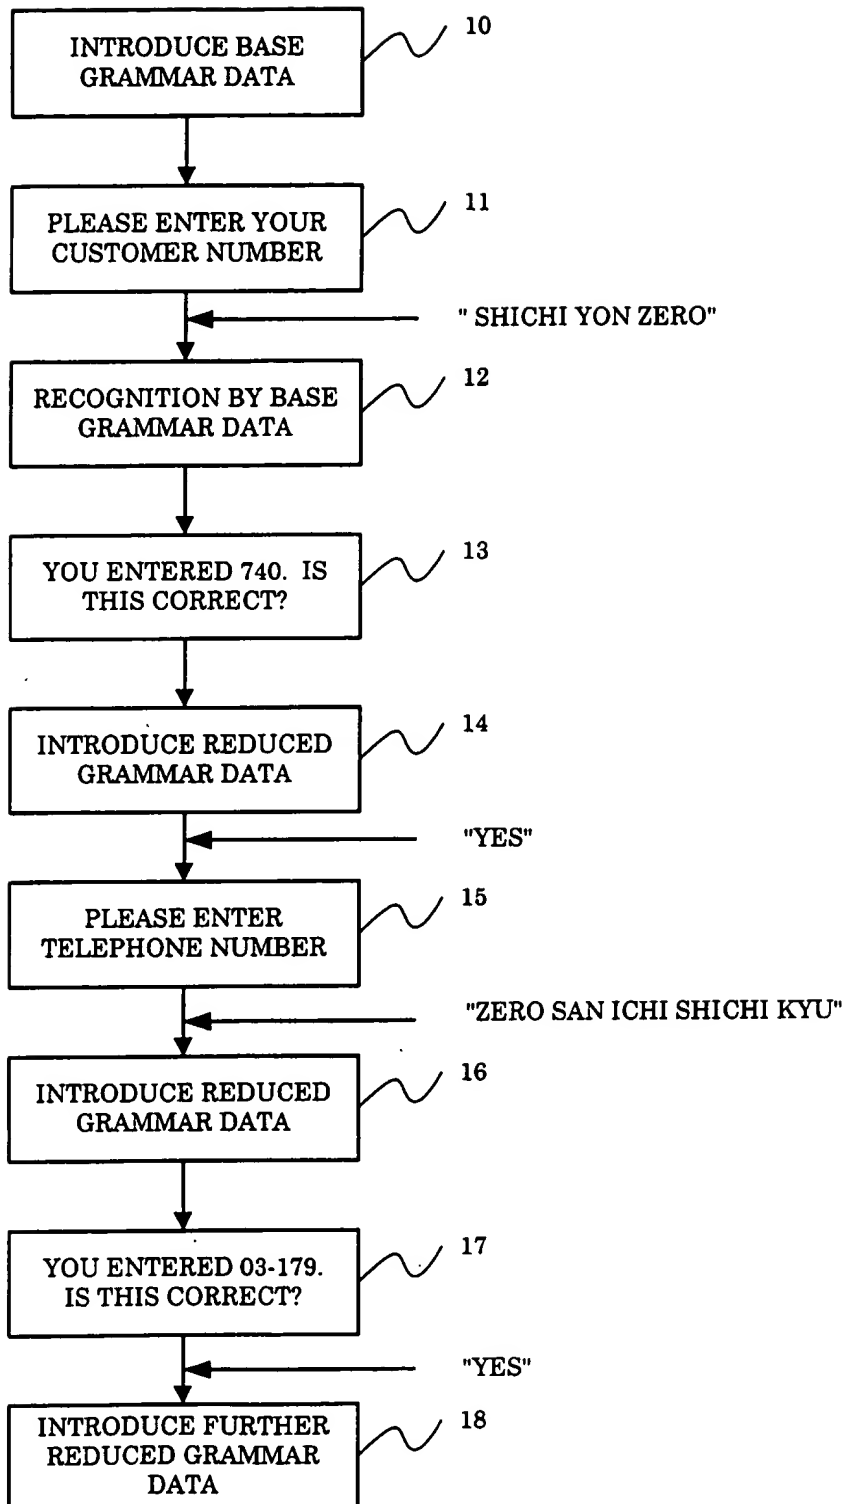 INTRODUCE BASE
GRAMMAR DATA
10
PLEASE ENTER YOUR
CUSTOMER NUMBER
11
" SHICHI YON ZERO"
RECOGNITION BY BASE
GRAMMAR DATA
12
YOU ENTERED 740. IS
THIS CORRECT?
13
INTRODUCE REDUCED
GRAMMAR DATA
14
"YES"
PLEASE ENTER
TELEPHONE NUMBER
15
"ZERO SAN ICHI SHICHI KYU"
INTRODUCE REDUCED
GRAMMAR DATA
16
YOU ENTERED 03-179.
IS THIS CORRECT?
17
"YES"
INTRODUCE FURTHER
REDUCED GRAMMAR
DATA
18